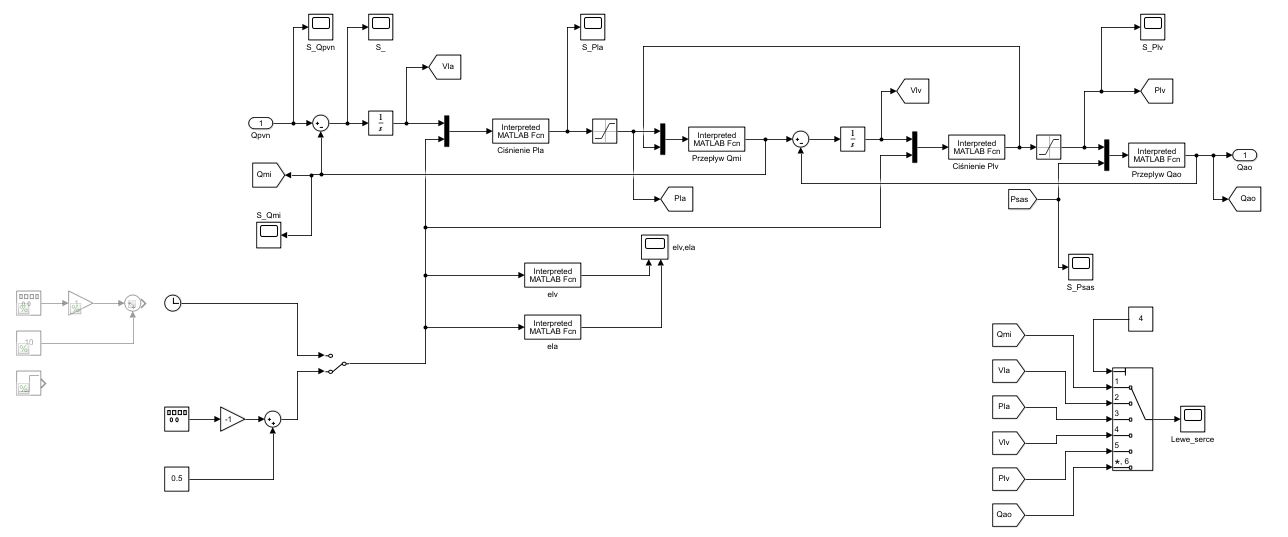 S_Qpvn
S_
S_Pla
S_Plv
Vla
Vlv
Plv
1
Qpvn
1
s
Interpreted
MATLAB Fcn
Ciśnienie Pla
Interpreted
MATLAB Fcn
Przepływ Qmi
1
s
Interpreted
MATLAB Fcn
Ciśnienie Plv
Interpreted
MATLAB Fcn
Przepływ Qao
1
Qao
Qmi
Pla
Psas
Qao
S_Qmi
elv,ela
Interpreted
MATLAB Fcn
elv
S_Psas
Interpreted
MATLAB Fcn
ela
4
Qmi
Vla
Pla
Vlv
Plv
Qao
1
2
3
4
5
*, 6
Lewe_serce
-1
0.5